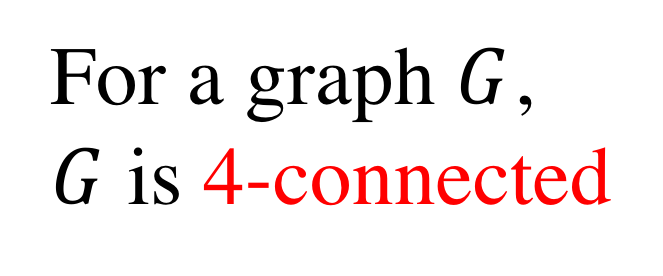 For a graph G,
G is 4-connected